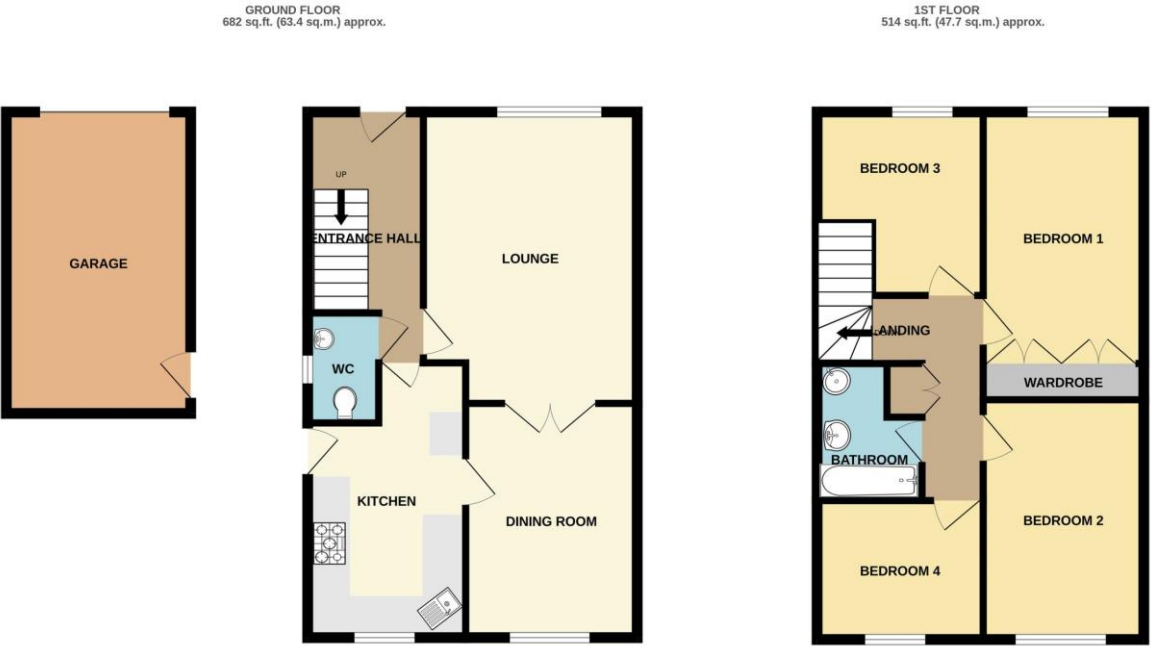 GROUND FLOOR
682 sq.ft. (63.4 sq.m.) approx.
1ST FLOOR
514 sq.ft. (47.7 sq.m.) approx.
GARAGE
UP
ENTRANCE HALL
LOUNGE
WC
KITCHEN
DINING ROOM
BEDROOM 3
BEDROOM 1
LANDING
WARDROBE
BATHROOM
BEDROOM 2
BEDROOM 4